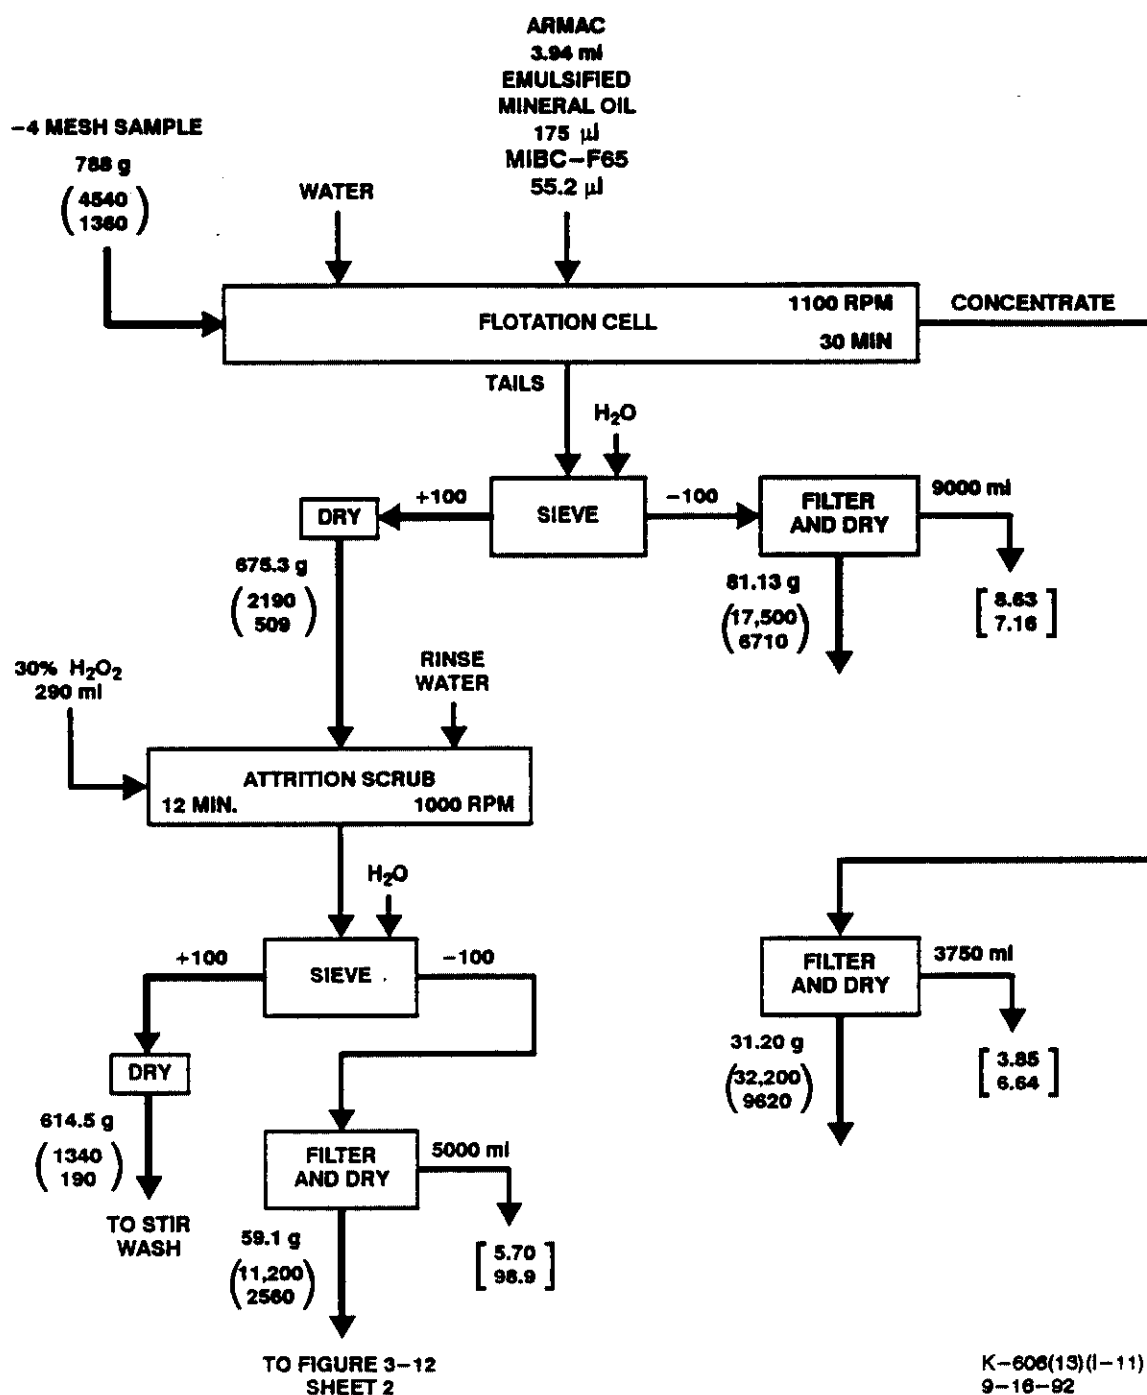 ARMAC
3.94 ml
EMULSIFIED
MINERAL OIL
175 µl
MIBC-F65
55.2 µl
-4 MESH SAMPLE
788 g
(4540
1360)
WATER
FLOTATION CELL
1100 RPM
30 MIN
CONCENTRATE
TAILS
H₂O
+100
SIEVE
-100
DRY
FILTER
AND DRY
9000 ml
675.3 g
(2190
509)
81.13 g
(17,500
6710)
[8.63
7.16]
30% H₂O₂
290 ml
RINSE
WATER
ATTRITION SCRUB
12 MIN. 1000 RPM
H₂O
+100
SIEVE
-100
FILTER
AND DRY
3750 ml
31.20 g
(32,200
9620)
[3.85
6.64]
DRY
614.5 g
(1340
190)
TO STIR
WASH
FILTER
AND DRY
5000 ml
59.1 g
(11,200
2560)
[5.70
98.9]
TO FIGURE 3-12
SHEET 2
K-606(13)(I-11)
9-16-92